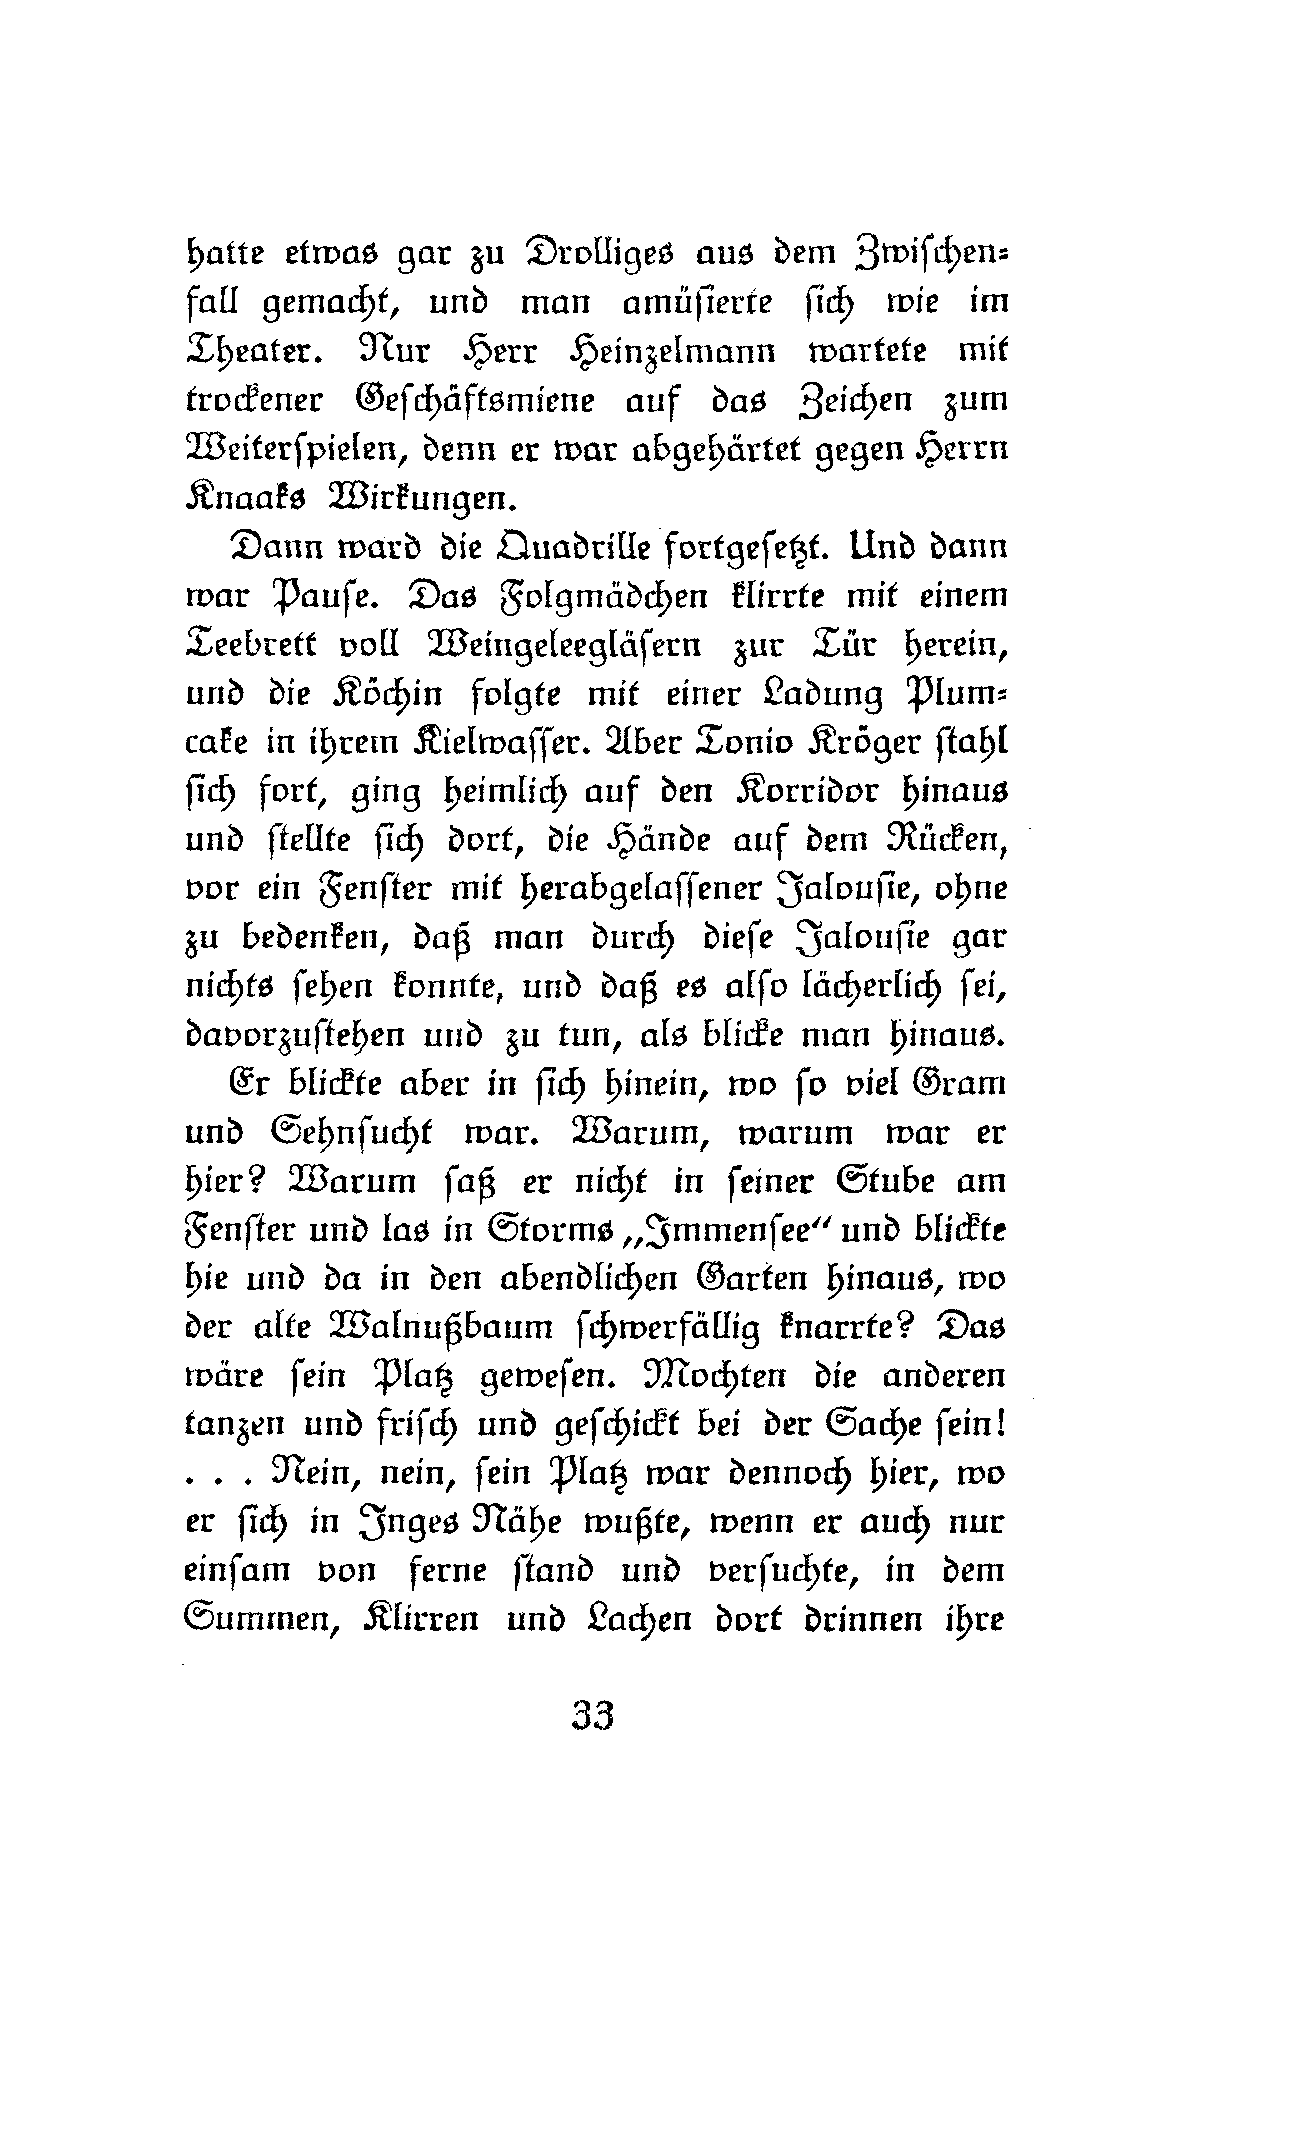 hatte etwas gar zu Drolliges aus dem Zwiſchen⸗
fall gemacht, und man amüſierte ſich wie im
Theater. Nur Herr Heinzelmann wartete mit
trockener Geſchäftsmiene auf das Zeichen zum
Weiterſpielen, denn er war abgehärtet gegen Herrn
Knaaks Wirkungen.
Dann ward die Quadrille fortgeſetzt. Und dann
war Pauſe. Das Folgmädchen klirrte mit einem
Teebrett voll Weingeleegläſern zur Tür herein,
und die Köchin folgte mit einer Ladung Plum⸗
cake in ihrem Kielwaſſer. Aber Tonio Kröger ſtahl
ſich fort, ging heimlich auf den Korridor hinaus
und ſtellte ſich dort, die Hände auf dem Rücken,
vor ein Fenſter mit herabgelaſſener Jalouſie, ohne
zu bedenken, daß man durch dieſe Jalouſie gar
nichts ſehen konnte, und daß es alſo lächerlich ſei,
davorzuſtehen und zu tun, als blicke man hinaus.
Er blickte aber in ſich hinein, wo ſo viel Gram
und Sehnſucht war. Warum, warum war er
hier? Warum ſaß er nicht in ſeiner Stube am
Fenſter und las in Storms „Immenſee“ und blickte
hie und da in den abendlichen Garten hinaus, wo
der alte Walnußbaum ſchwerfällig knarrte? Das
wäre ſein Platz geweſen. Mochten die anderen
tanzen und friſch und geſchickt bei der Sache ſein!
. . . Nein, nein, ſein Platz war dennoch hier, wo
er ſich in Inges Nähe wußte, wenn er auch nur
einſam von ferne ſtand und verſuchte, in dem
Summen, Klirren und Lachen dort drinnen ihre
33